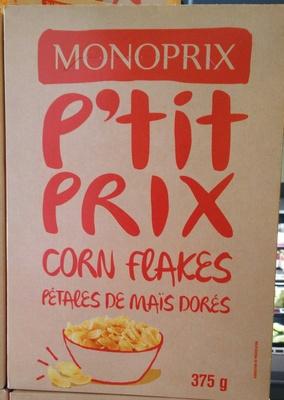 MONOPRIX
P'tit
PRIX
CORN FLAKES
PÉTALES DE MAÏS DORÉS
375 g